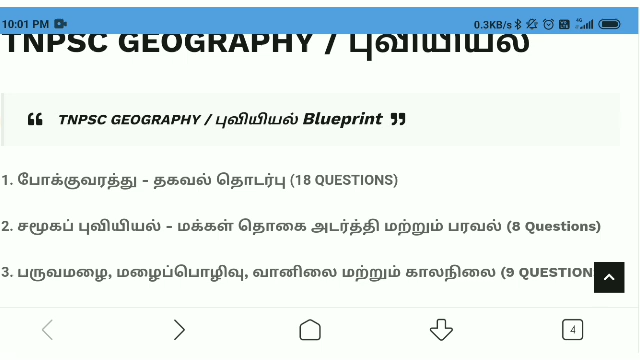 10:01 PM 0.3KB/s 4G
TNPSC GEOGRAPHY / புவியியல்
❝ TNPSC GEOGRAPHY / புவியியல் Blueprint ❞
1. போக்குவரத்து - தகவல் தொடர்பு (18 QUESTIONS)
2. சமூகப் புவியியல் - மக்கள் தொகை அடர்த்தி மற்றும் பரவல் (8 Questions)
3. பருவமழை, மழைப்பொழிவு, வானிலை மற்றும் காலநிலை (9 QUESTION
4